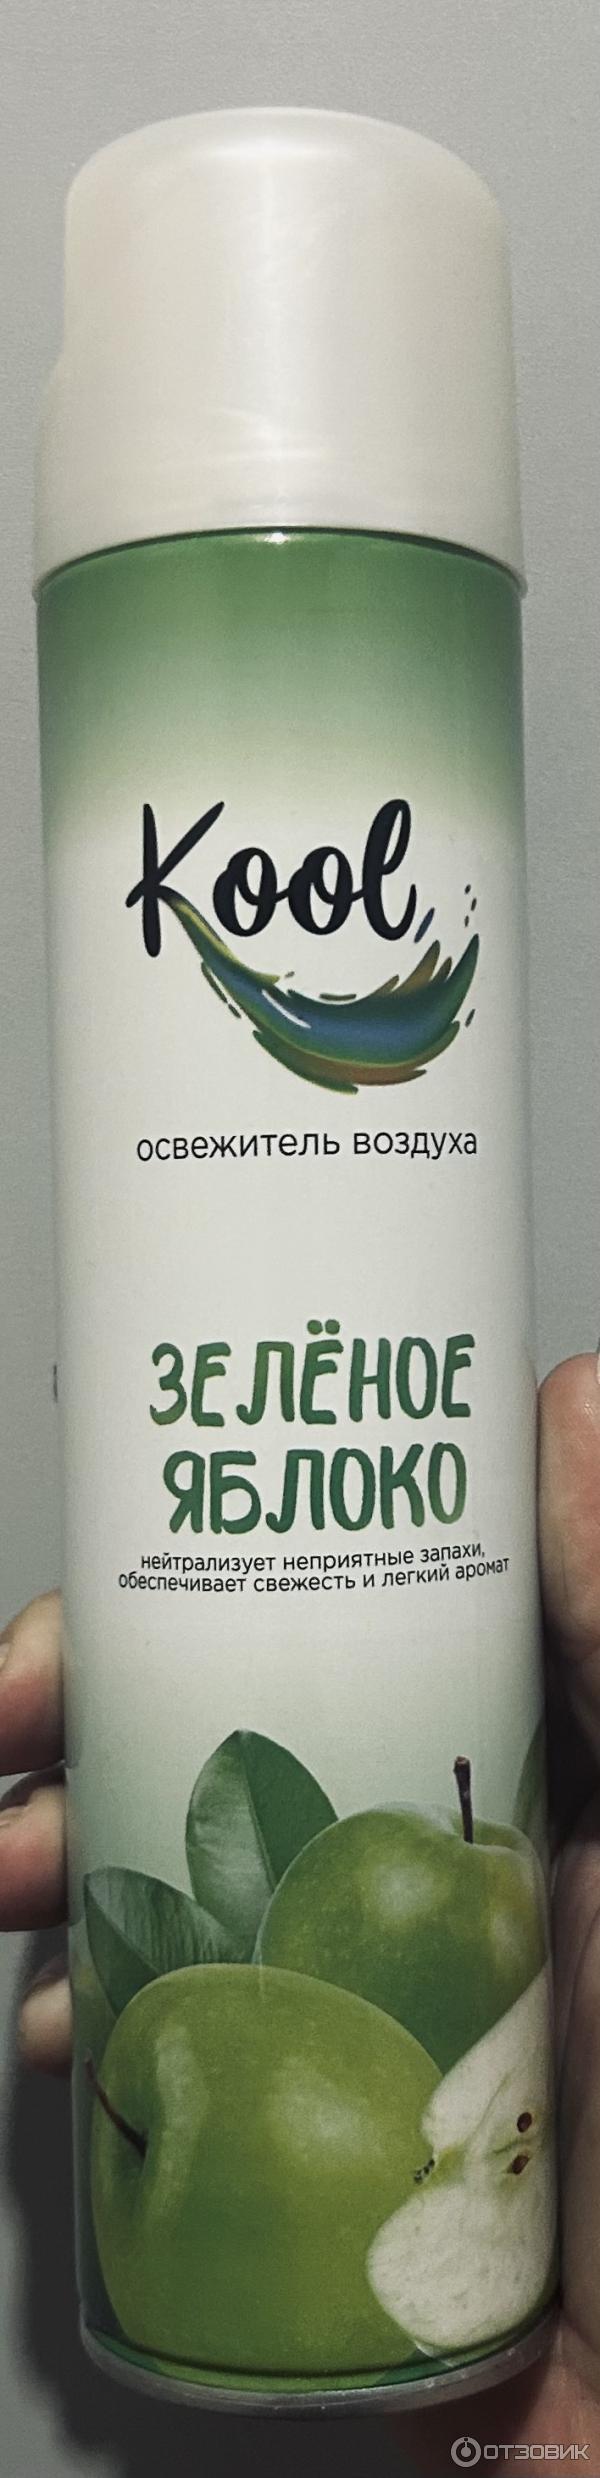 Kool
освежитель воздуха
ЗЕЛЁНОЕ
ЯБЛОКО
нейтрализует неприятные запахи,
обеспечивает свежесть и легкий аромат
ОТЗОВИК